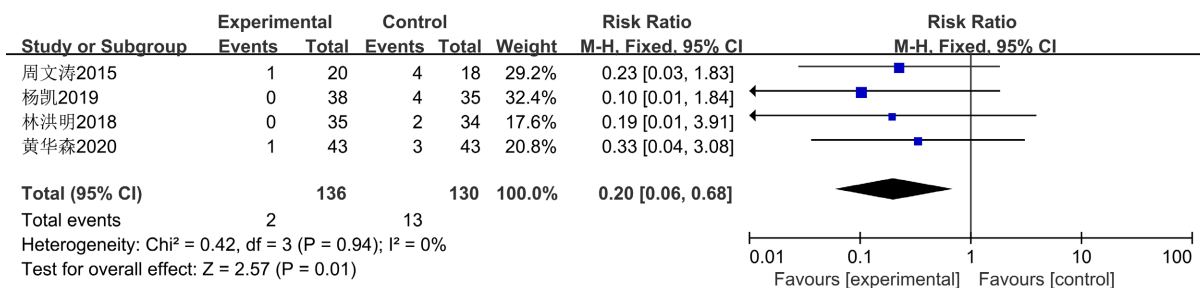 Experimental Control Risk Ratio Risk Ratio
Study or Subgroup Events Total Events Total Weight M-H, Fixed, 95% CI M-H, Fixed, 95% CI
周文涛2015 1 20 4 18 29.2% 0.23 [0.03, 1.83]
杨凯2019 0 38 4 35 32.4% 0.10 [0.01, 1.84]
林洪明2018 0 35 2 34 17.6% 0.19 [0.01, 3.91]
黄华森2020 1 43 3 43 20.8% 0.33 [0.04, 3.08]
Total (95% CI) 136 130 100.0% 0.20 [0.06, 0.68]
Total events 2 13
Heterogeneity: Chi² = 0.42, df = 3 (P = 0.94); I² = 0%
Test for overall effect: Z = 2.57 (P = 0.01)
0.01 0.1 1 10 100
Favours [experimental] Favours [control]